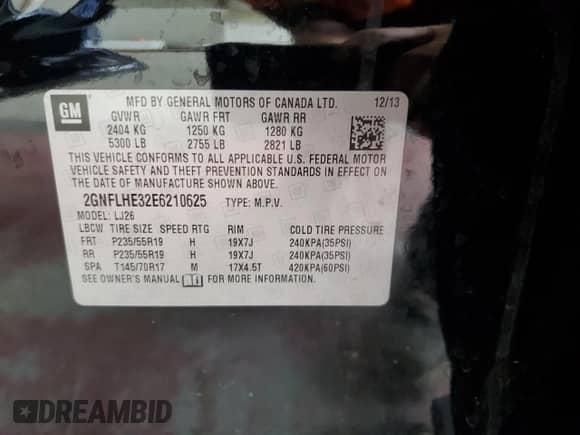 GM
MFD BY GENERAL MOTORS OF CANADA LTD. 12/13
GVWR GAWR FRT GAWR RR
2404 KG 1250 KG 1280 KG
5300 LB 2755 LB 2821 LB
THIS VEHICLE CONFORMS TO ALL APPLICABLE U.S. FEDERAL MOTOR
VEHICLE SAFETY AND THEFT PREVENTION STANDARDS IN EFFECT ON
THE DATE OF MANUFACTURE SHOWN ABOVE.
2GNFLHE32E6210625 TYPE: M.P.V.
MODEL: LJ26
LBCW TIRE SIZE SPEED RTG RIM COLD TIRE PRESSURE
FRT P235/55R19 H 19X7J 240KPA(35PSI)
RR P235/55R19 H 19X7J 240KPA(35PSI)
SPA T145/70R17 M 17X4.5T 420KPA(60PSI)
SEE OWNER'S MANUAL FOR MORE INFORMATION.
DREAMBID